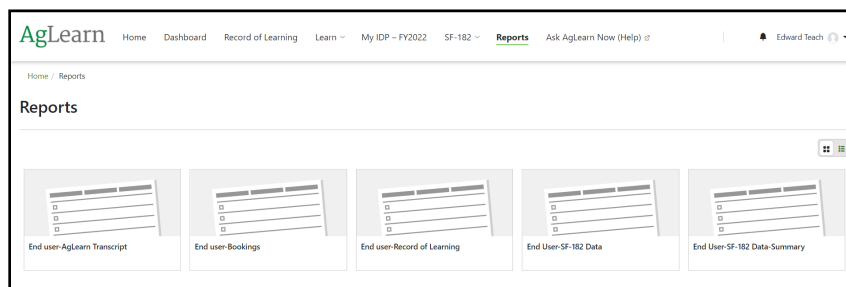 AgLearn Home Dashboard Record of Learning Learn My IDP – FY2022 SF-182 Reports Ask AgLearn Now (Help) Edward Teach
Home / Reports
Reports
End user-AgLearn Transcript End user-Bookings End user-Record of Learning End User-SF-182 Data End User-SF-182 Data-Summary